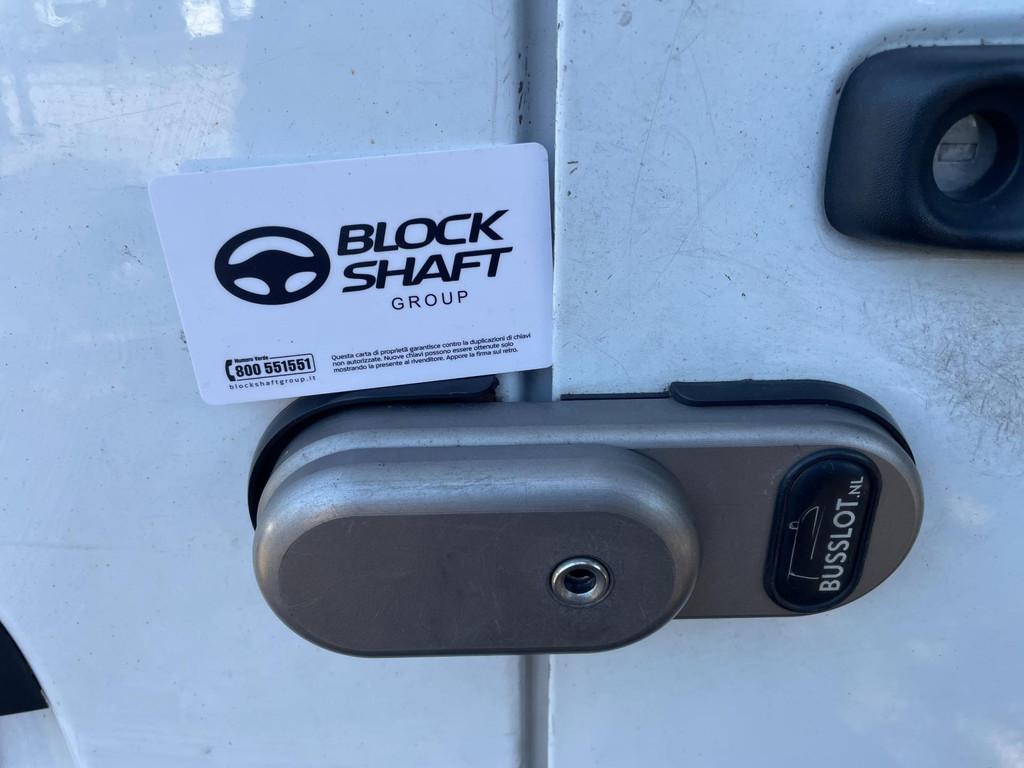 BLOCK
SHAFT
GROUP
Numero Verde
800 551551
blockshaftgroup.it
Questa carta di proprietà garantisce contro la duplicazioni di chiavi
non autorizzate. Nuove chiavi possono essere ottenute solo
mostrando la presente al rivenditore. Appore la firma sul retro.
BUSSLOT.NL